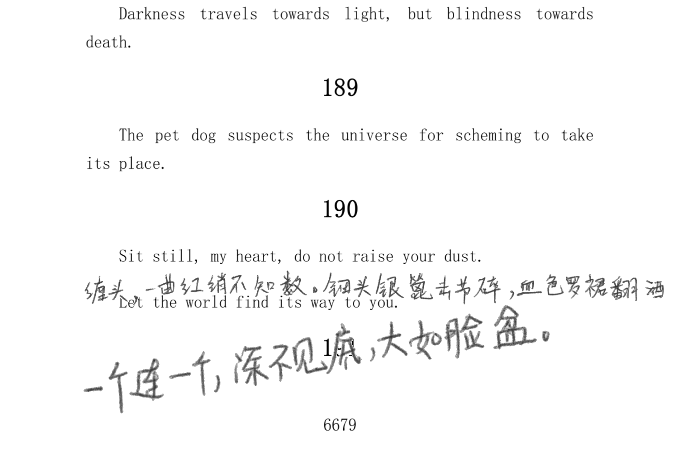 Darkness travels towards light, but blindness towards
death.
189
The pet dog suspects the universe for scheming to take
its place.
190
Sit still, my heart, do not raise your dust.
缠头,一曲红绡不知数。钿头银篦击节碎,血色罗裙翻酒
Let the world find its way to you.
一个连一个,深不见底,大如脸盆。
6679